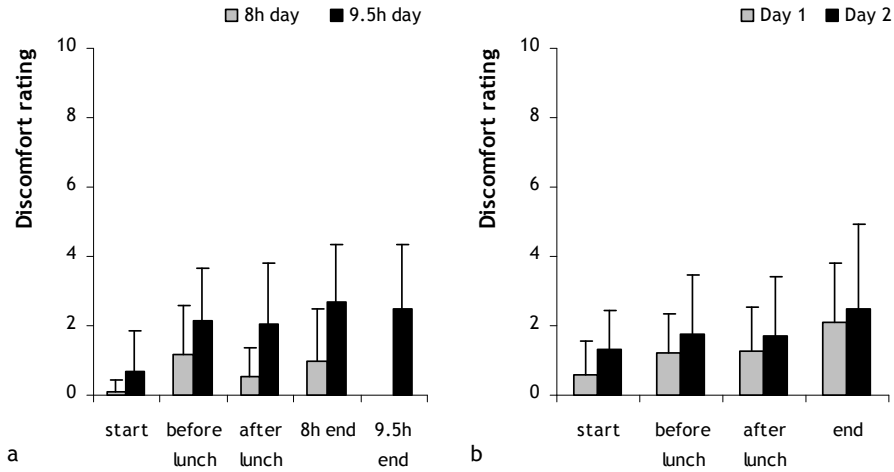 8h day 9.5h day
Discomfort rating
10
8
6
4
2
0
start before lunch after lunch 8h end 9.5h end
a
Day 1 Day 2
Discomfort rating
10
8
6
4
2
0
start before lunch after lunch end
b